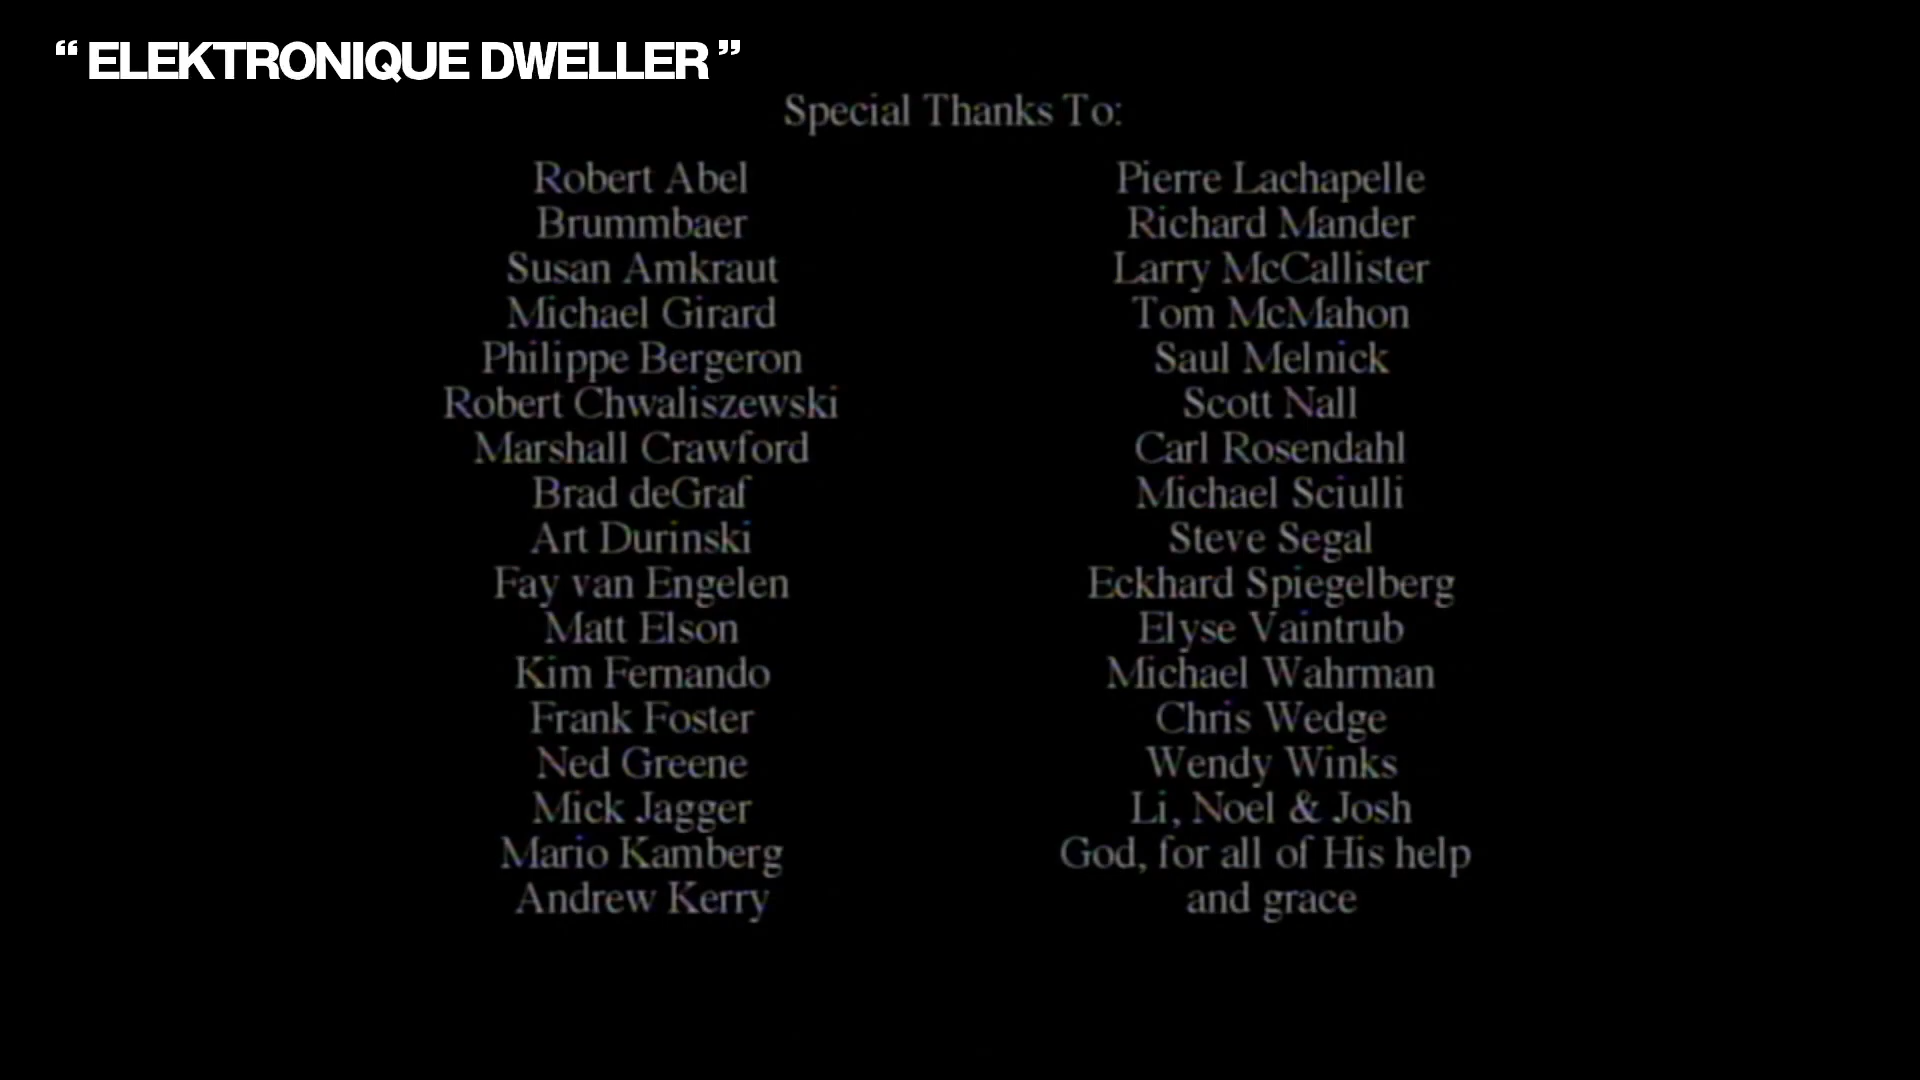 “ ELEKTRONIQUE DWELLER ”
Special Thanks To:
Robert Abel
Brummbaer
Susan Amkraut
Michael Girard
Philippe Bergeron
Robert Chwaliszewski
Marshall Crawford
Brad deGraf
Art Durinski
Fay van Engelen
Matt Elson
Kim Fernando
Frank Foster
Ned Greene
Mick Jagger
Mario Kamberg
Andrew Kerry
Pierre Lachapelle
Richard Mander
Larry McCallister
Tom McMahon
Saul Melnick
Scott Nall
Carl Rosendahl
Michael Sciulli
Steve Segal
Eckhard Spiegelberg
Elyse Vaintrub
Michael Wahrman
Chris Wedge
Wendy Winks
Li, Noel & Josh
God, for all of His help
and grace